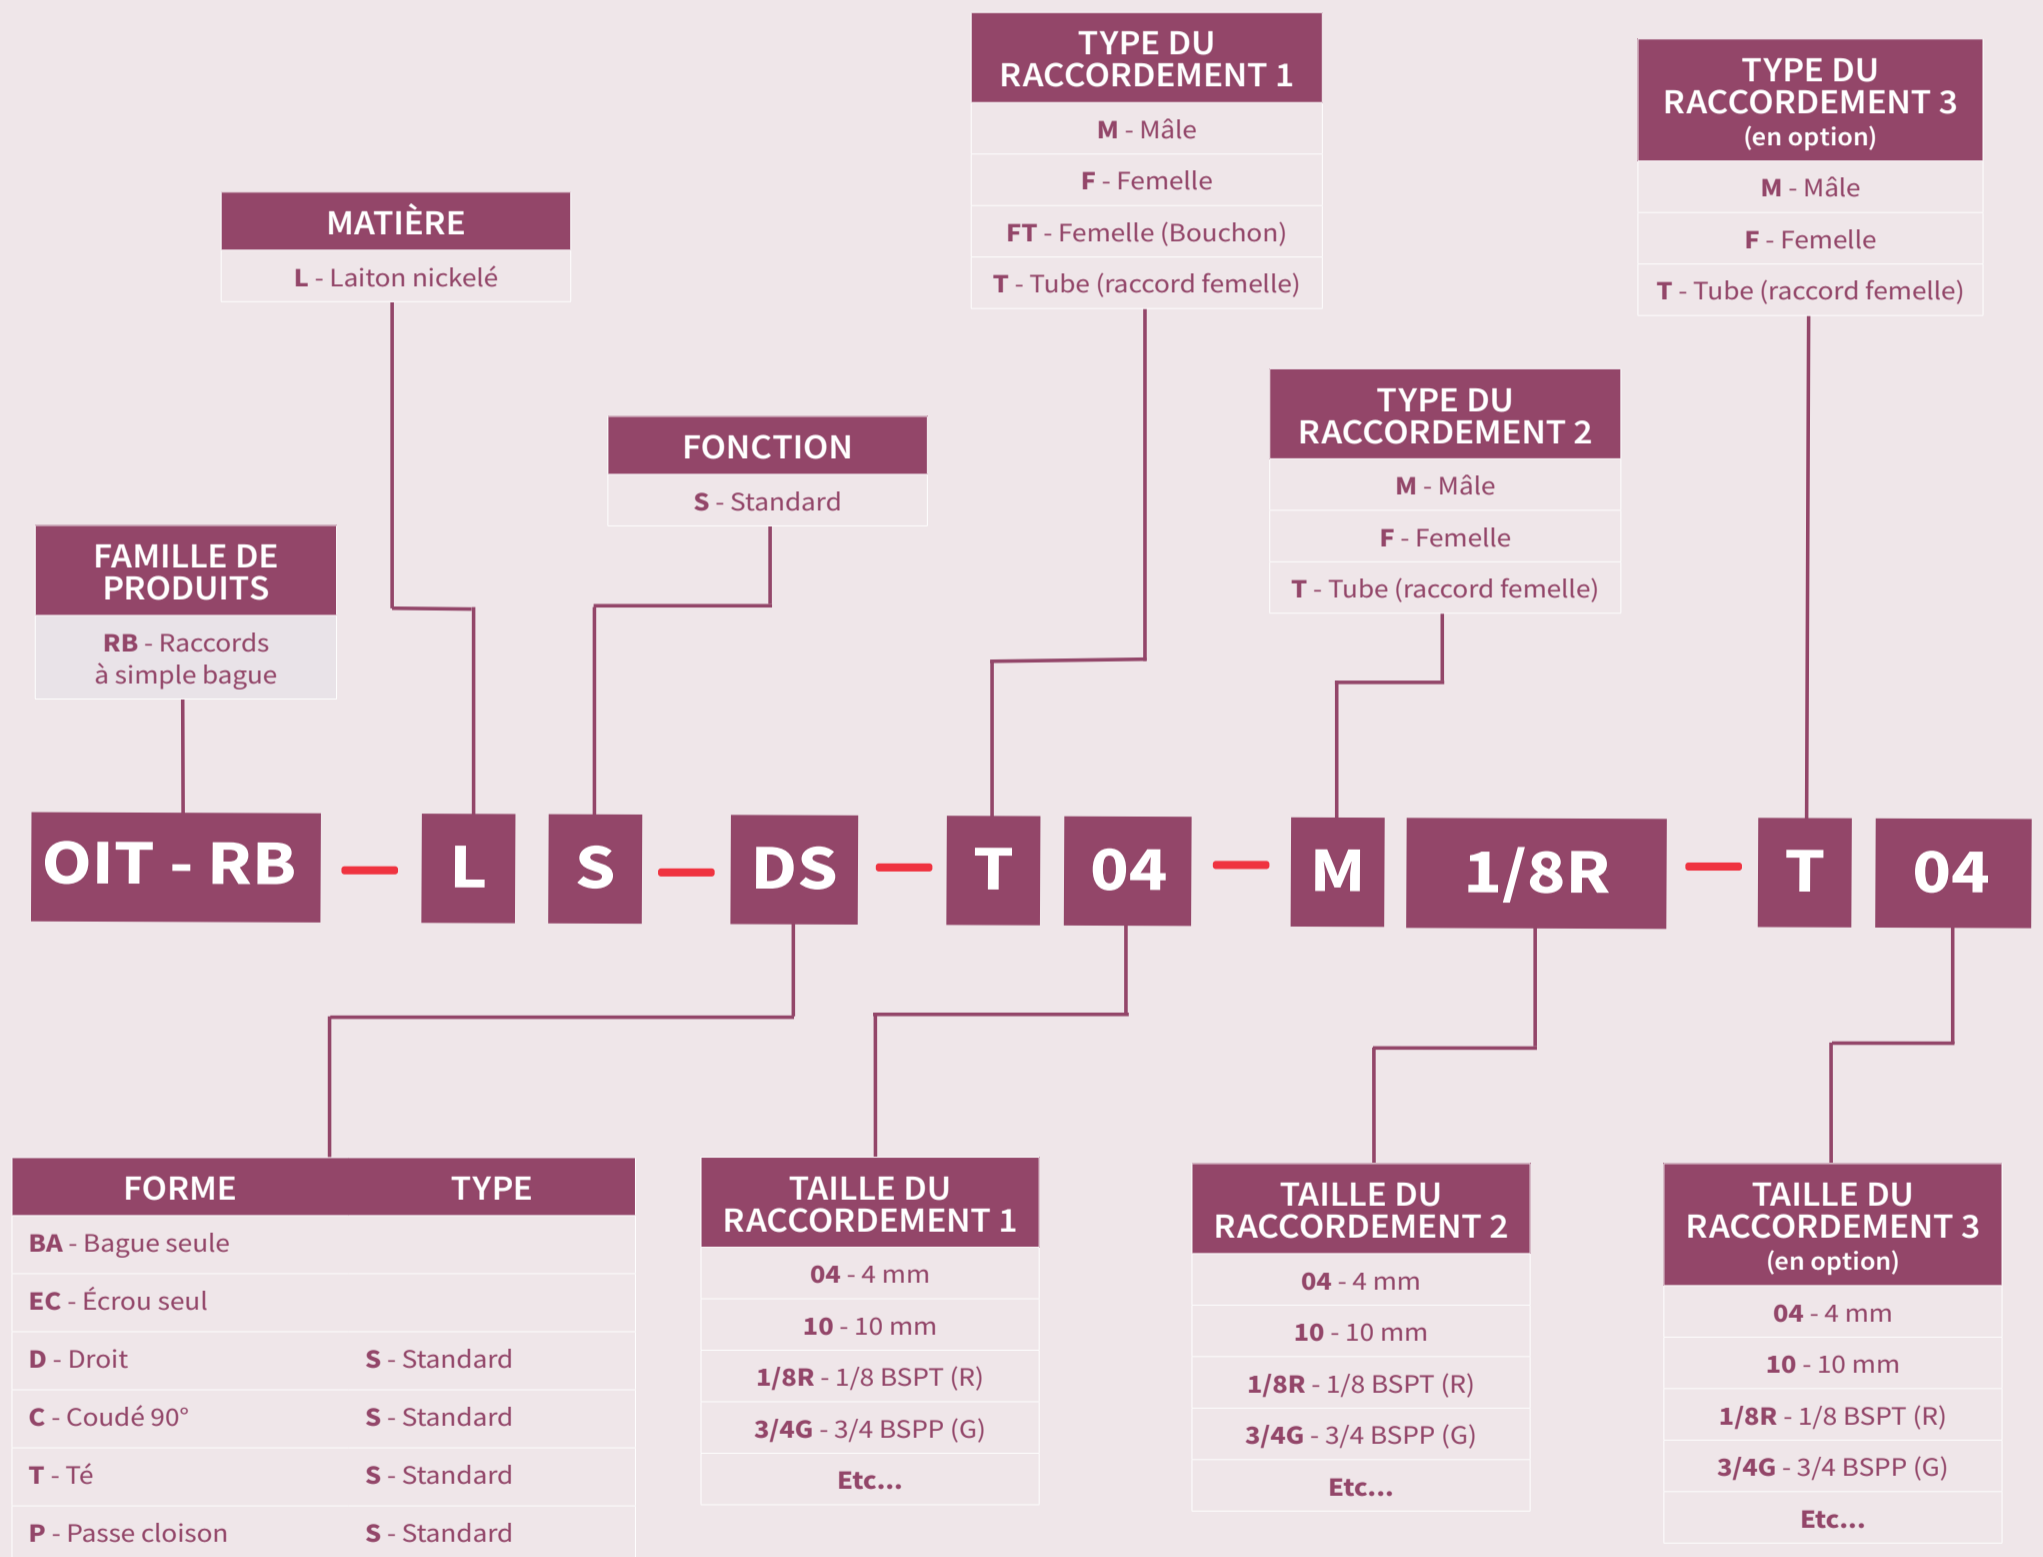 TYPE DU
RACCORDEMENT 1
M - Mâle
F - Femelle
FT - Femelle (Bouchon)
T - Tube (raccord femelle)
TYPE DU
RACCORDEMENT 3
(en option)
M - Mâle
F - Femelle
T - Tube (raccord femelle)
MATIÈRE
L - Laiton nickelé
TYPE DU
RACCORDEMENT 2
M - Mâle
F - Femelle
T - Tube (raccord femelle)
FONCTION
S - Standard
FAMILLE DE
PRODUITS
RB - Raccords
à simple bague
OIT - RB – L S – DS – T 04 – M 1/8R – T 04
FORME TYPE
BA - Bague seule
EC - Écrou seul
D - Droit S - Standard
C - Coudé 90° S - Standard
T - Té S - Standard
P - Passe cloison S - Standard
TAILLE DU
RACCORDEMENT 1
04 - 4 mm
10 - 10 mm
1/8R - 1/8 BSPT (R)
3/4G - 3/4 BSPP (G)
Etc...
TAILLE DU
RACCORDEMENT 2
04 - 4 mm
10 - 10 mm
1/8R - 1/8 BSPT (R)
3/4G - 3/4 BSPP (G)
Etc...
TAILLE DU
RACCORDEMENT 3
(en option)
04 - 4 mm
10 - 10 mm
1/8R - 1/8 BSPT (R)
3/4G - 3/4 BSPP (G)
Etc...